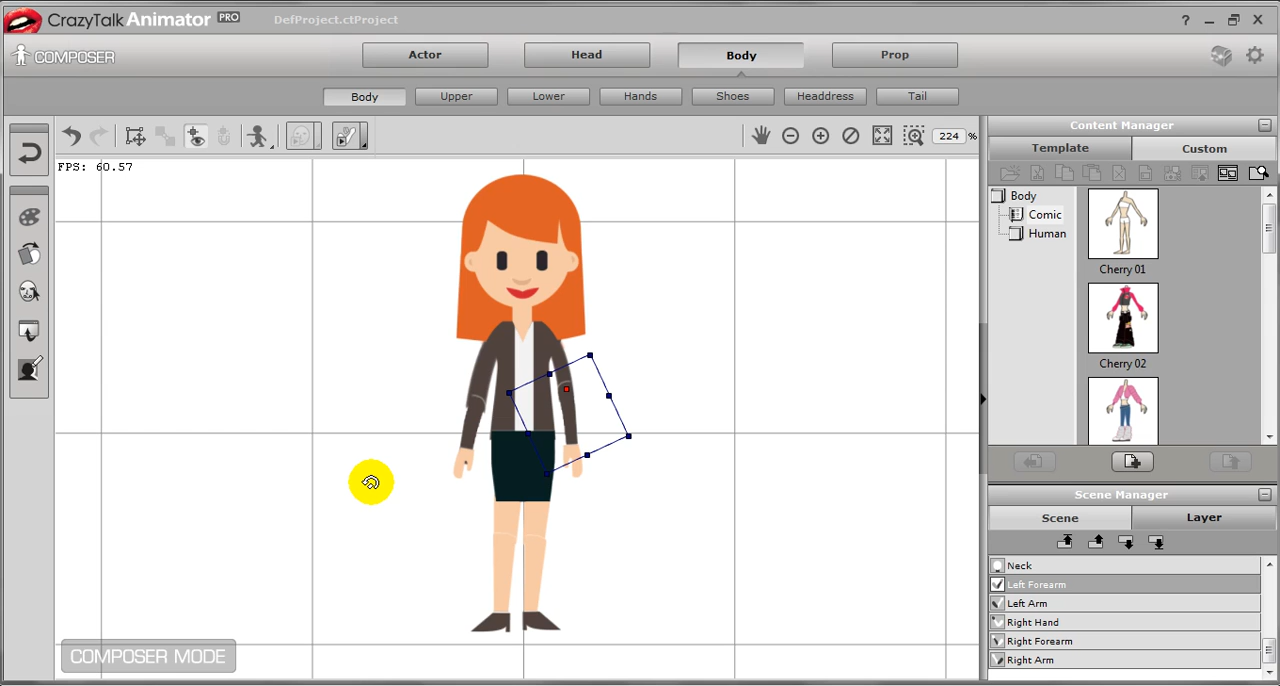 CrazyTalk Animator PRO DefProject.ctProject ?
COMPOSER Actor Head Body Prop
Body Upper Lower Hands Shoes Headdress Tail
224 %
FPS: 60.57
Content Manager
Template Custom
Body
Comic
Human
Cherry 01
Cherry 02
Scene Manager
Scene Layer
Neck
Left Forearm
Left Arm
Right Hand
Right Forearm
Right Arm
COMPOSER MODE